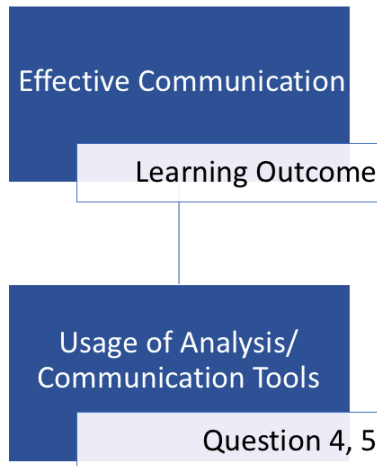 Effective Communication
Learning Outcome
Usage of Analysis/
Communication Tools
Question 4, 5